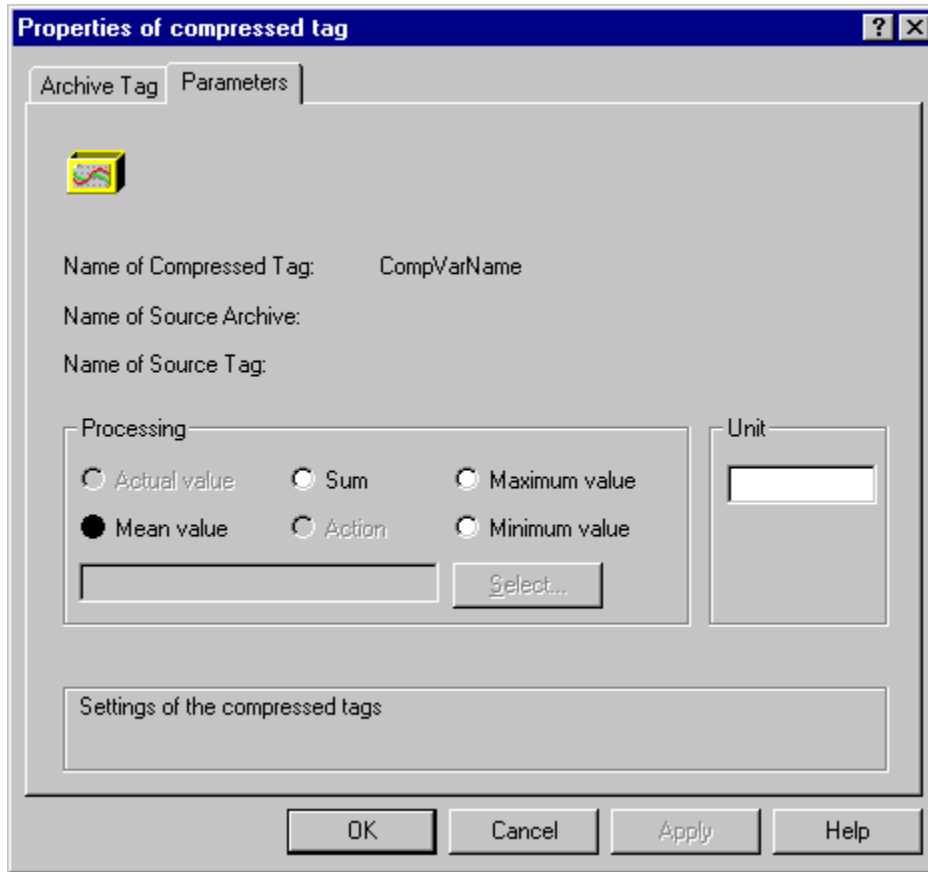 Properties of compressed tag
Archive Tag Parameters
Name of Compressed Tag: CompVarName
Name of Source Archive:
Name of Source Tag:
Processing Unit
Actual value Sum Maximum value
Mean value Action Minimum value
Select...
Settings of the compressed tags
OK Cancel Apply Help